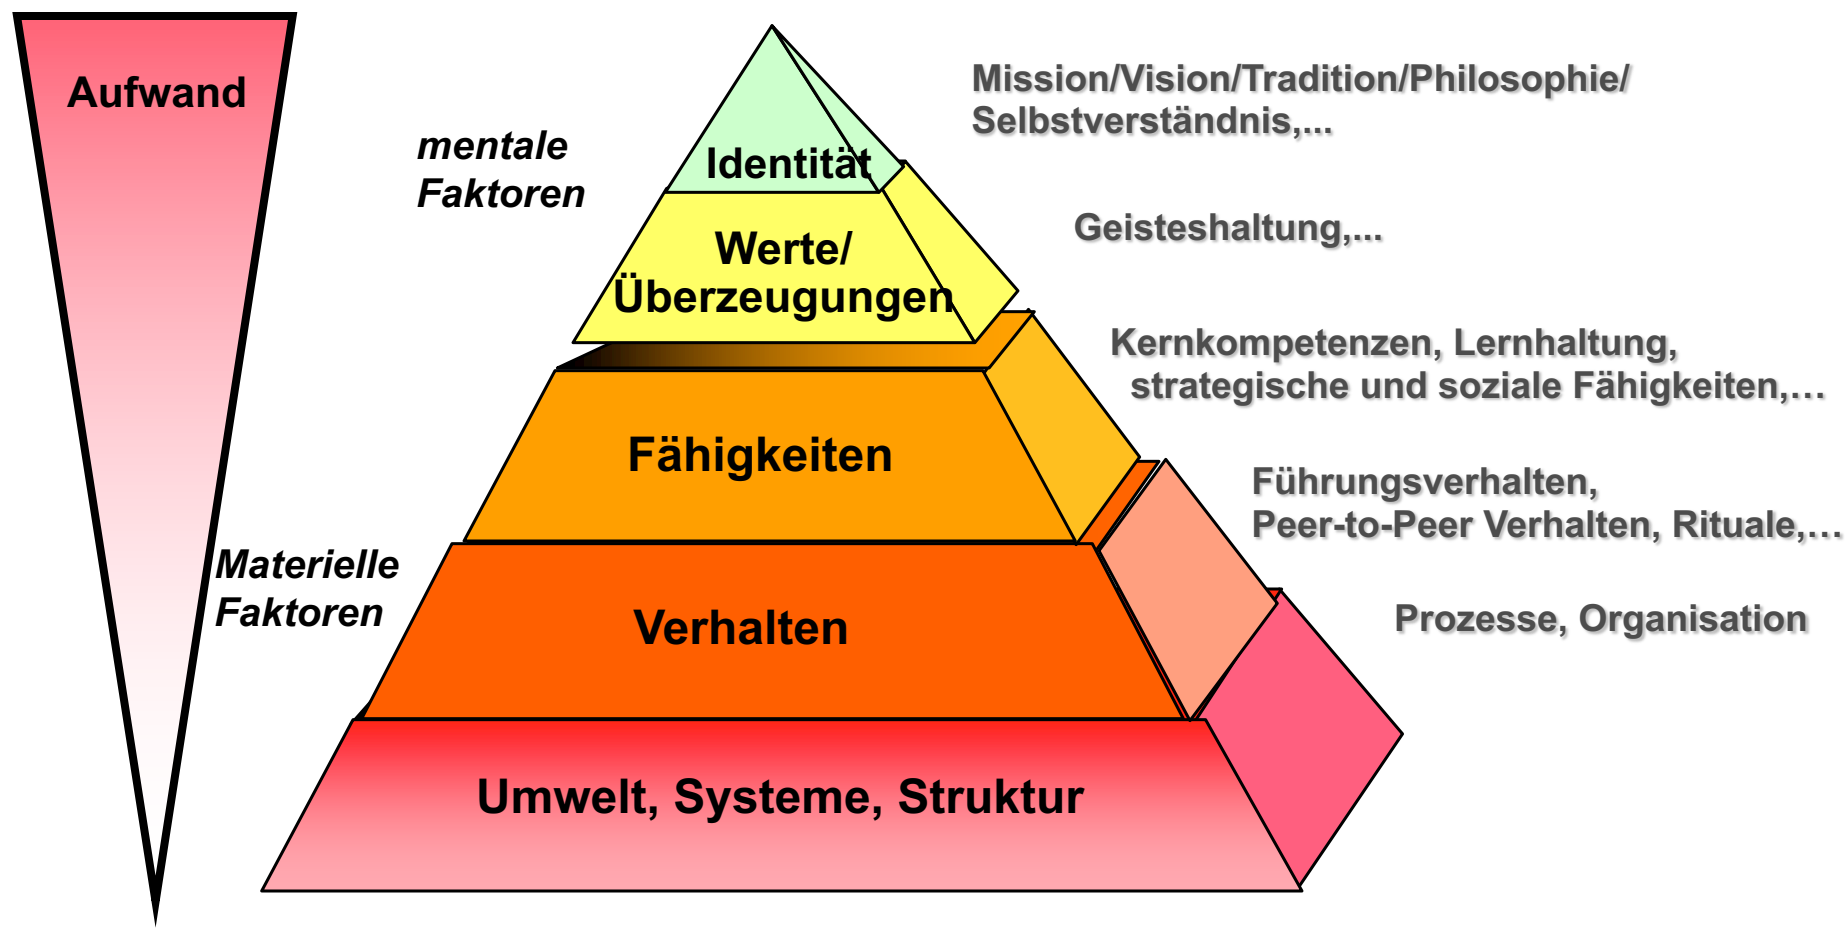 Aufwand
mentale
Faktoren
Materielle
Faktoren
Identität
Werte/
Überzeugungen
Fähigkeiten
Verhalten
Umwelt, Systeme, Struktur
Mission/Vision/Tradition/Philosophie/
Selbstverständnis,...
Geisteshaltung,...
Kernkompetenzen, Lernhaltung,
strategische und soziale Fähigkeiten,…
Führungsverhalten,
Peer-to-Peer Verhalten, Rituale,…
Prozesse, Organisation